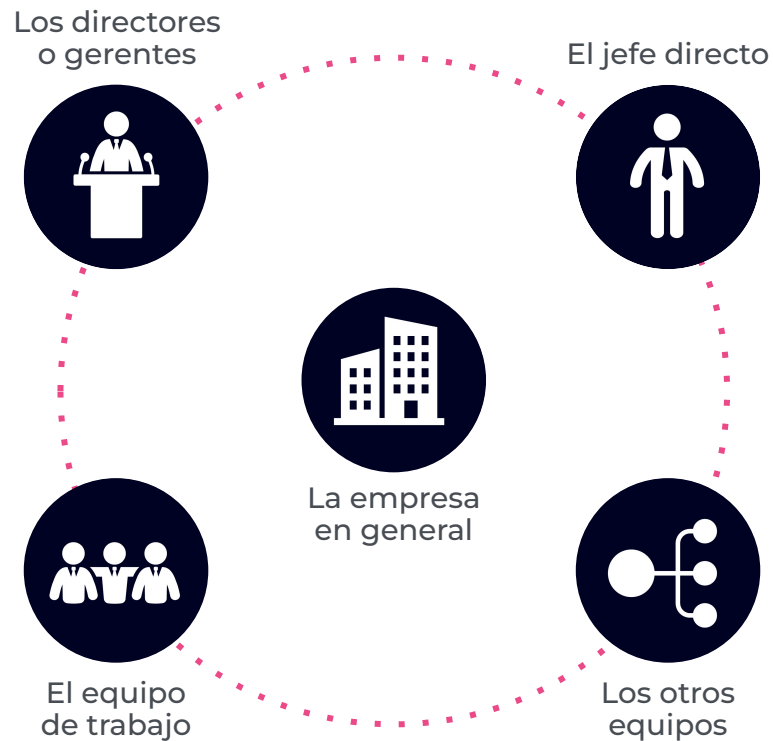 Los directores
o gerentes
El jefe directo
La empresa
en general
El equipo
de trabajo
Los otros
equipos